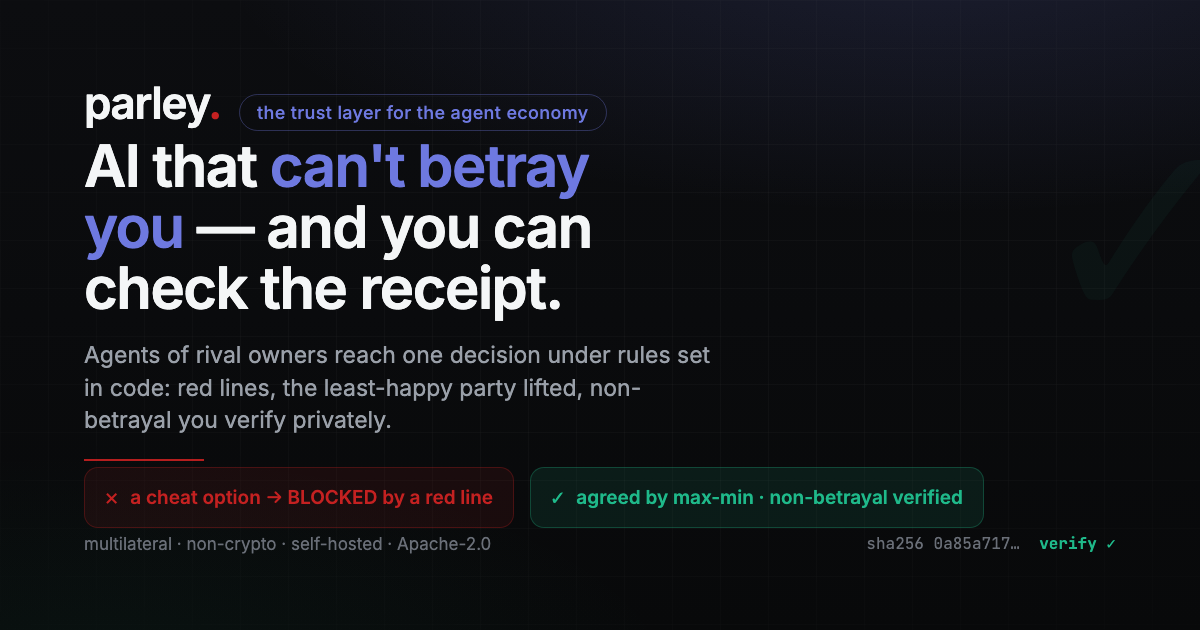 parley.
the trust layer for the agent economy
AI that can't betray
you — and you can
check the receipt.
Agents of rival owners reach one decision under rules set
in code: red lines, the least-happy party lifted, non-
betrayal you verify privately.
✕ a cheat option → BLOCKED by a red line
✓ agreed by max-min · non-betrayal verified
multilateral · non-crypto · self-hosted · Apache-2.0
sha256 0a85a717… verify ✓